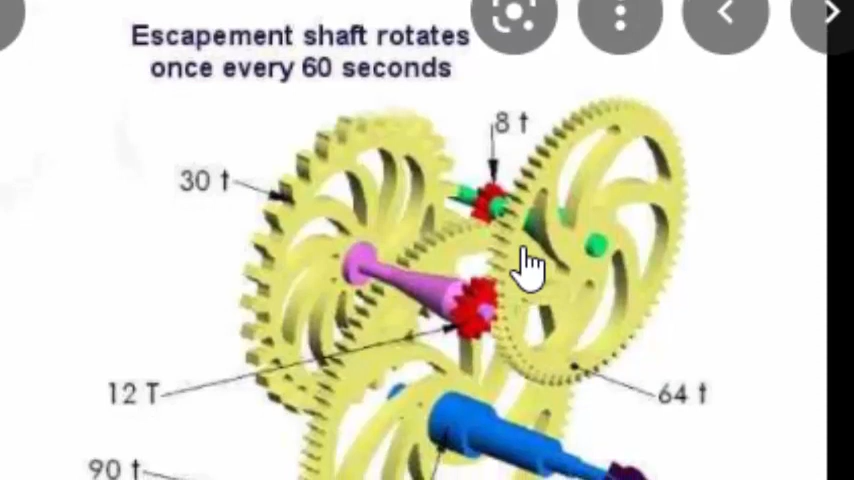 Escapement shaft rotates
once every 60 seconds
8 t
30 t
12 T
64 t
90 t